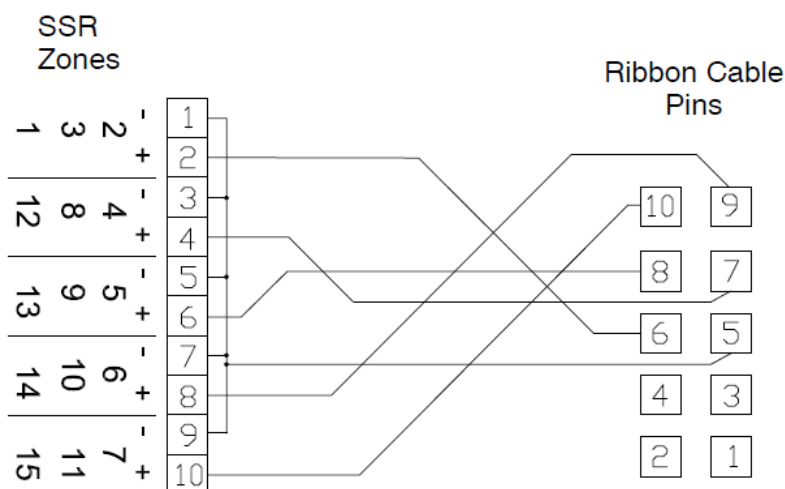 SSR
Zones
Ribbon Cable
Pins
1 3 2 - +
12 8 4 - +
13 9 5 - +
14 10 6 - +
15 11 7 - +
1
2
3
4
5
6
7
8
9
10
10 9
8 7
6 5
4 3
2 1